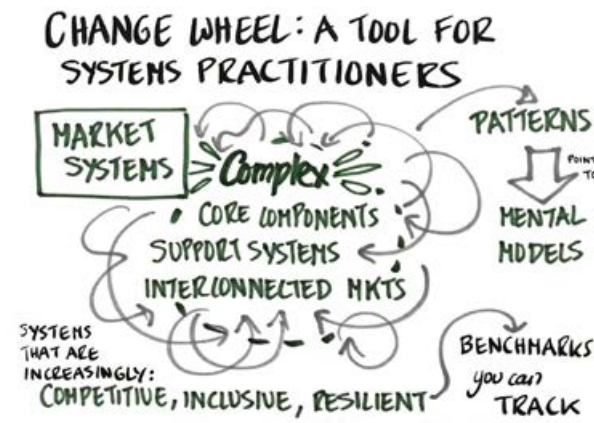 CHANGE WHEEL: A TOOL FOR
SYSTEMS PRACTITIONERS
MARKET
SYSTEMS
Complex
CORE COMPONENTS
SUPPORT SYSTEMS
INTERCONNECTED MKTS
PATTERNS
POINT
TO
MENTAL
MODELS
SYSTEMS
THAT ARE
INCREASINGLY:
COMPETITIVE, INCLUSIVE, RESILIENT
BENCHMARKS
you can
TRACK